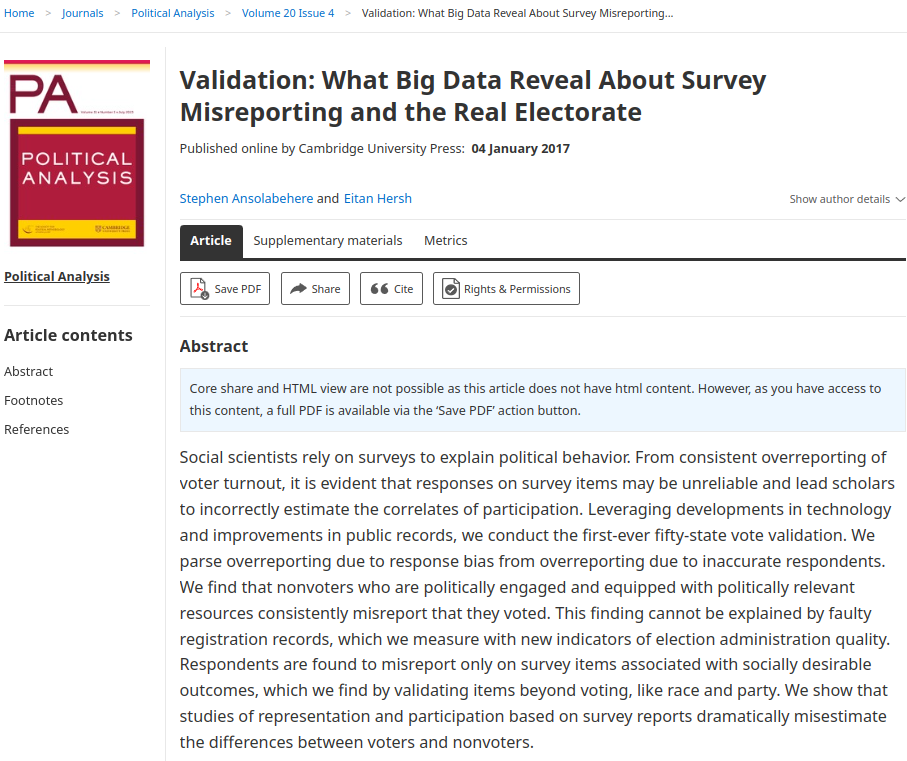 Home > Journals > Political Analysis > Volume 20 Issue 4 > Validation: What Big Data Reveal About Survey Misreporting...
PA
POLITICAL
ANALYSIS
Political Analysis
Article contents
Abstract
Footnotes
References
Validation: What Big Data Reveal About Survey
Misreporting and the Real Electorate
Published online by Cambridge University Press: 04 January 2017
Stephen Ansolabehere and Eitan Hersh
Show author details
Article Supplementary materials Metrics
Save PDF Share Cite Rights & Permissions
Abstract
Core share and HTML view are not possible as this article does not have html content. However, as you have access to
this content, a full PDF is available via the ‘Save PDF’ action button.
Social scientists rely on surveys to explain political behavior. From consistent overreporting of
voter turnout, it is evident that responses on survey items may be unreliable and lead scholars
to incorrectly estimate the correlates of participation. Leveraging developments in technology
and improvements in public records, we conduct the first-ever fifty-state vote validation. We
parse overreporting due to response bias from overreporting due to inaccurate respondents.
We find that nonvoters who are politically engaged and equipped with politically relevant
resources consistently misreport that they voted. This finding cannot be explained by faulty
registration records, which we measure with new indicators of election administration quality.
Respondents are found to misreport only on survey items associated with socially desirable
outcomes, which we find by validating items beyond voting, like race and party. We show that
studies of representation and participation based on survey reports dramatically misestimate
the differences between voters and nonvoters.